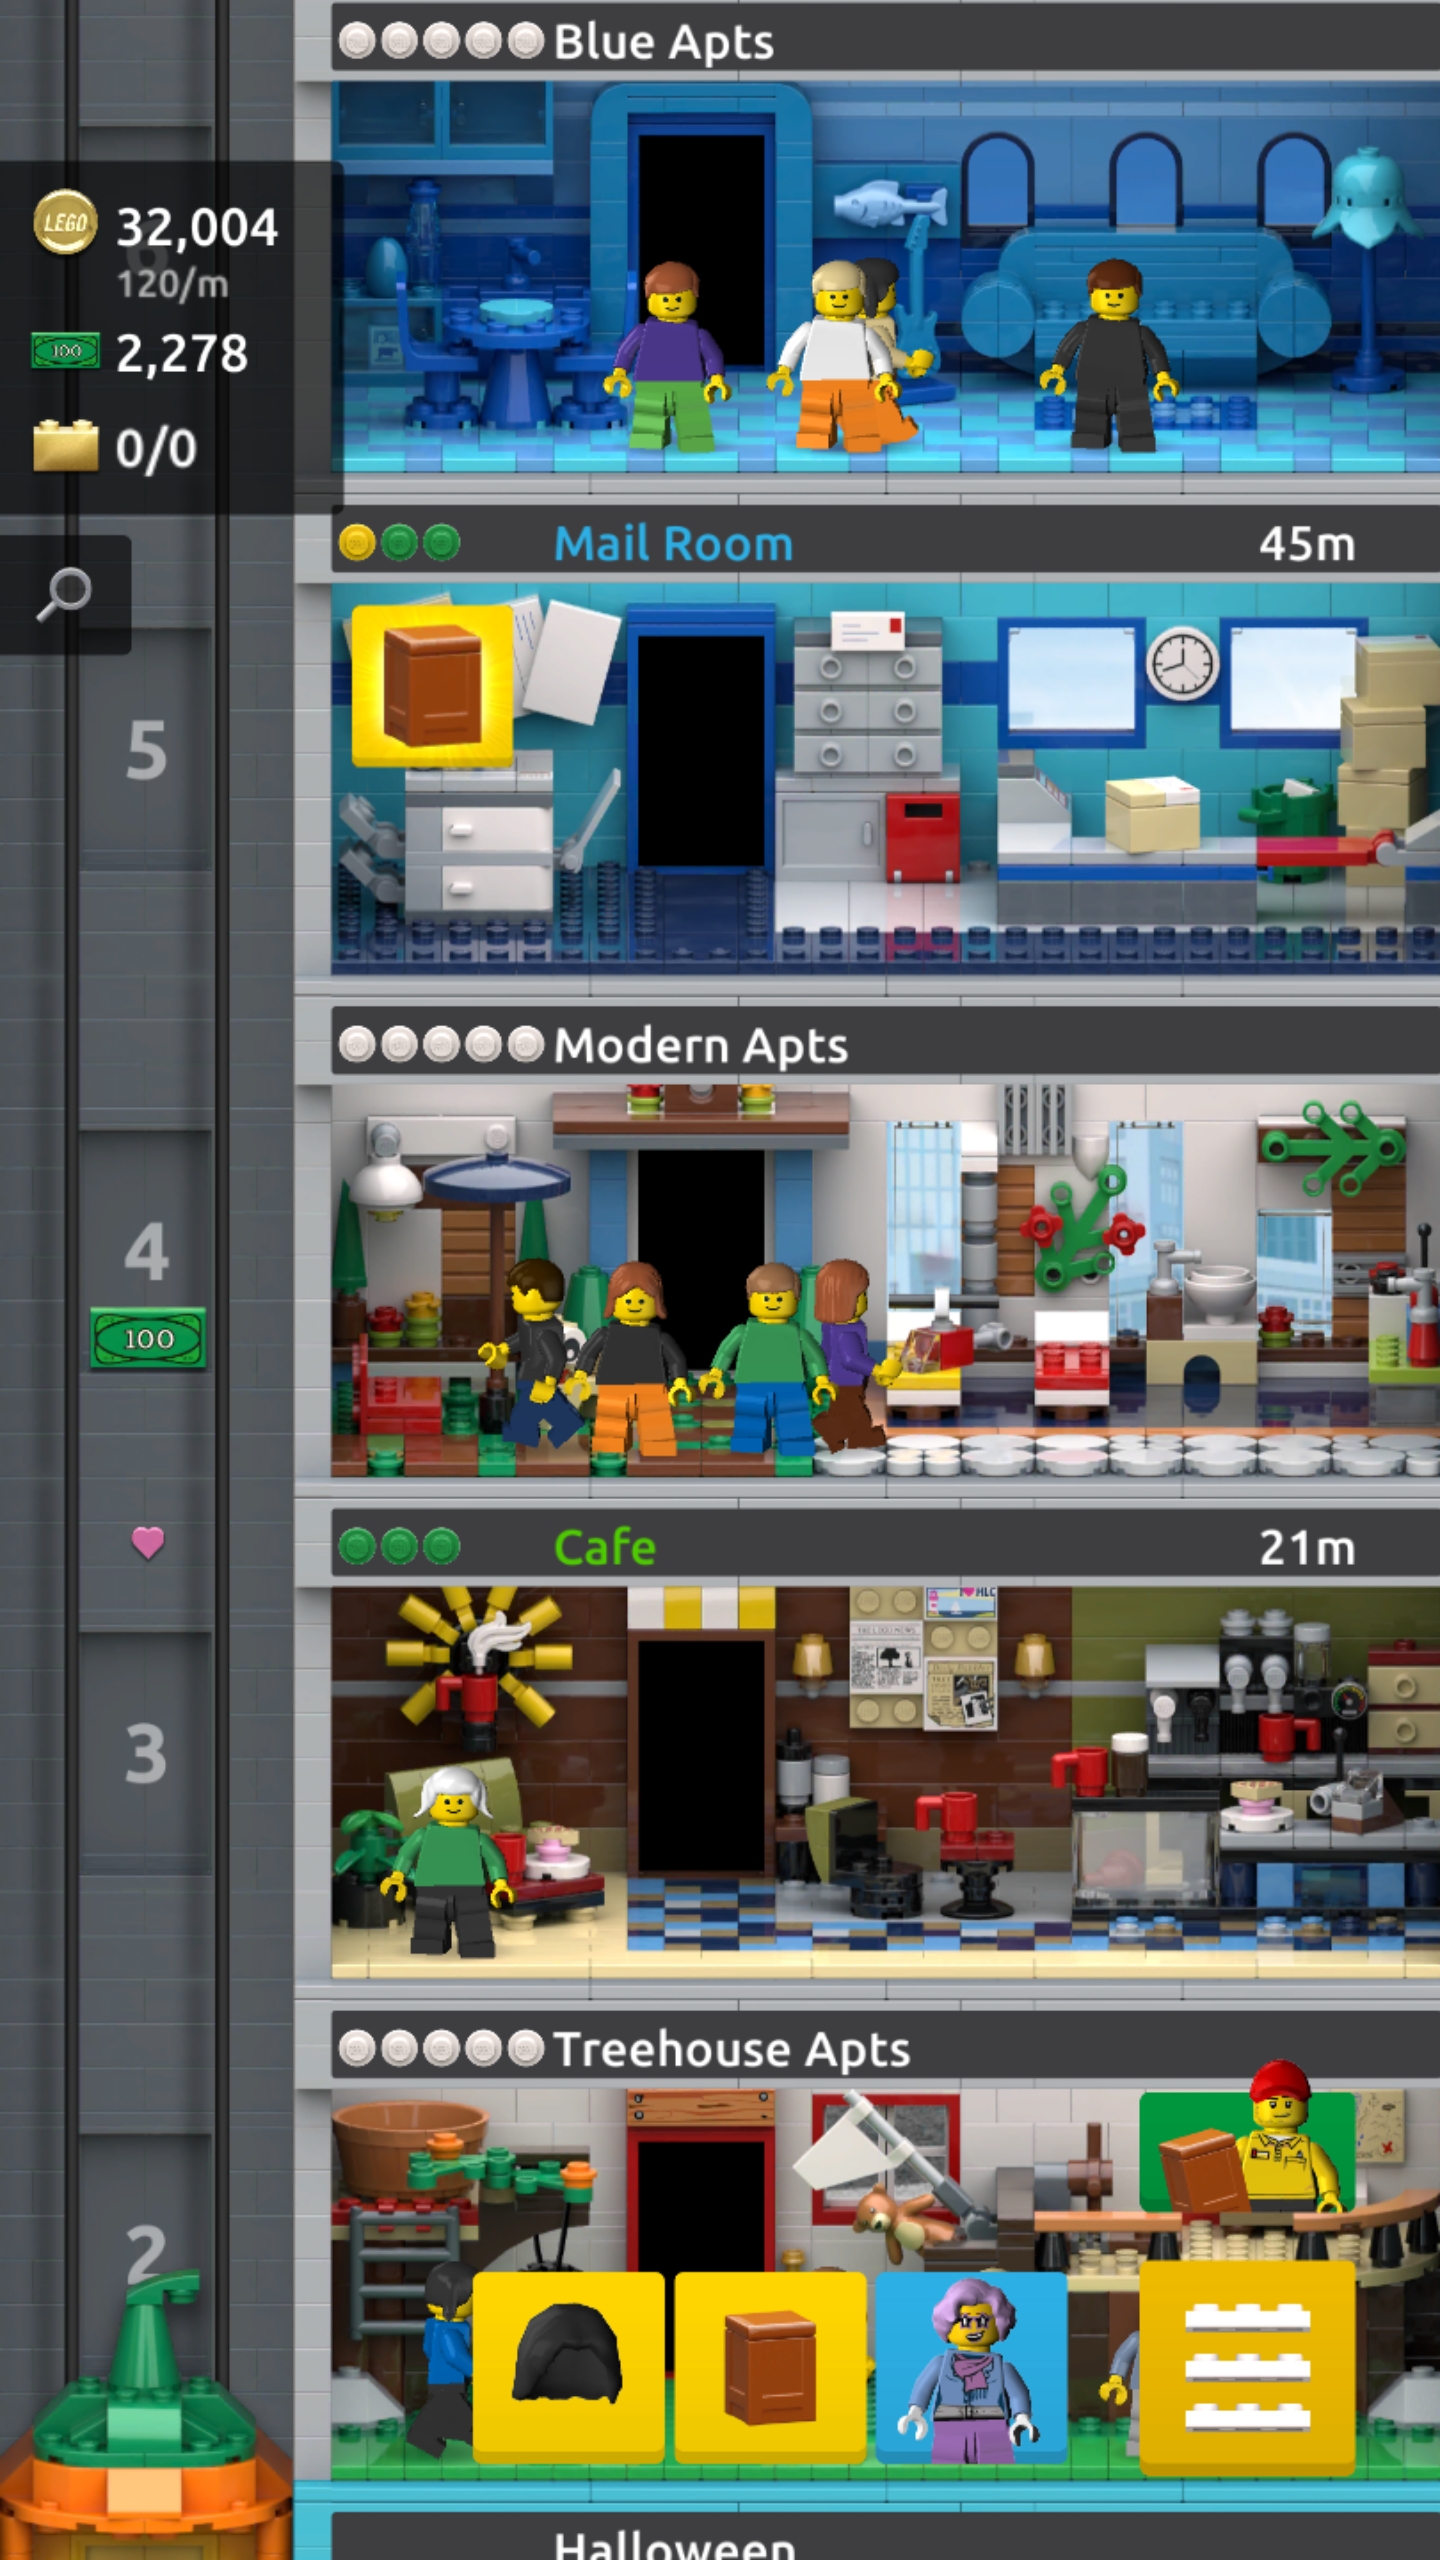 Blue Apts
LEGO 32,004
120/m
100 2,278
0/0
Mail Room 45m
5
Modern Apts
4
100
Cafe 21m
3
Treehouse Apts
2
Halloween